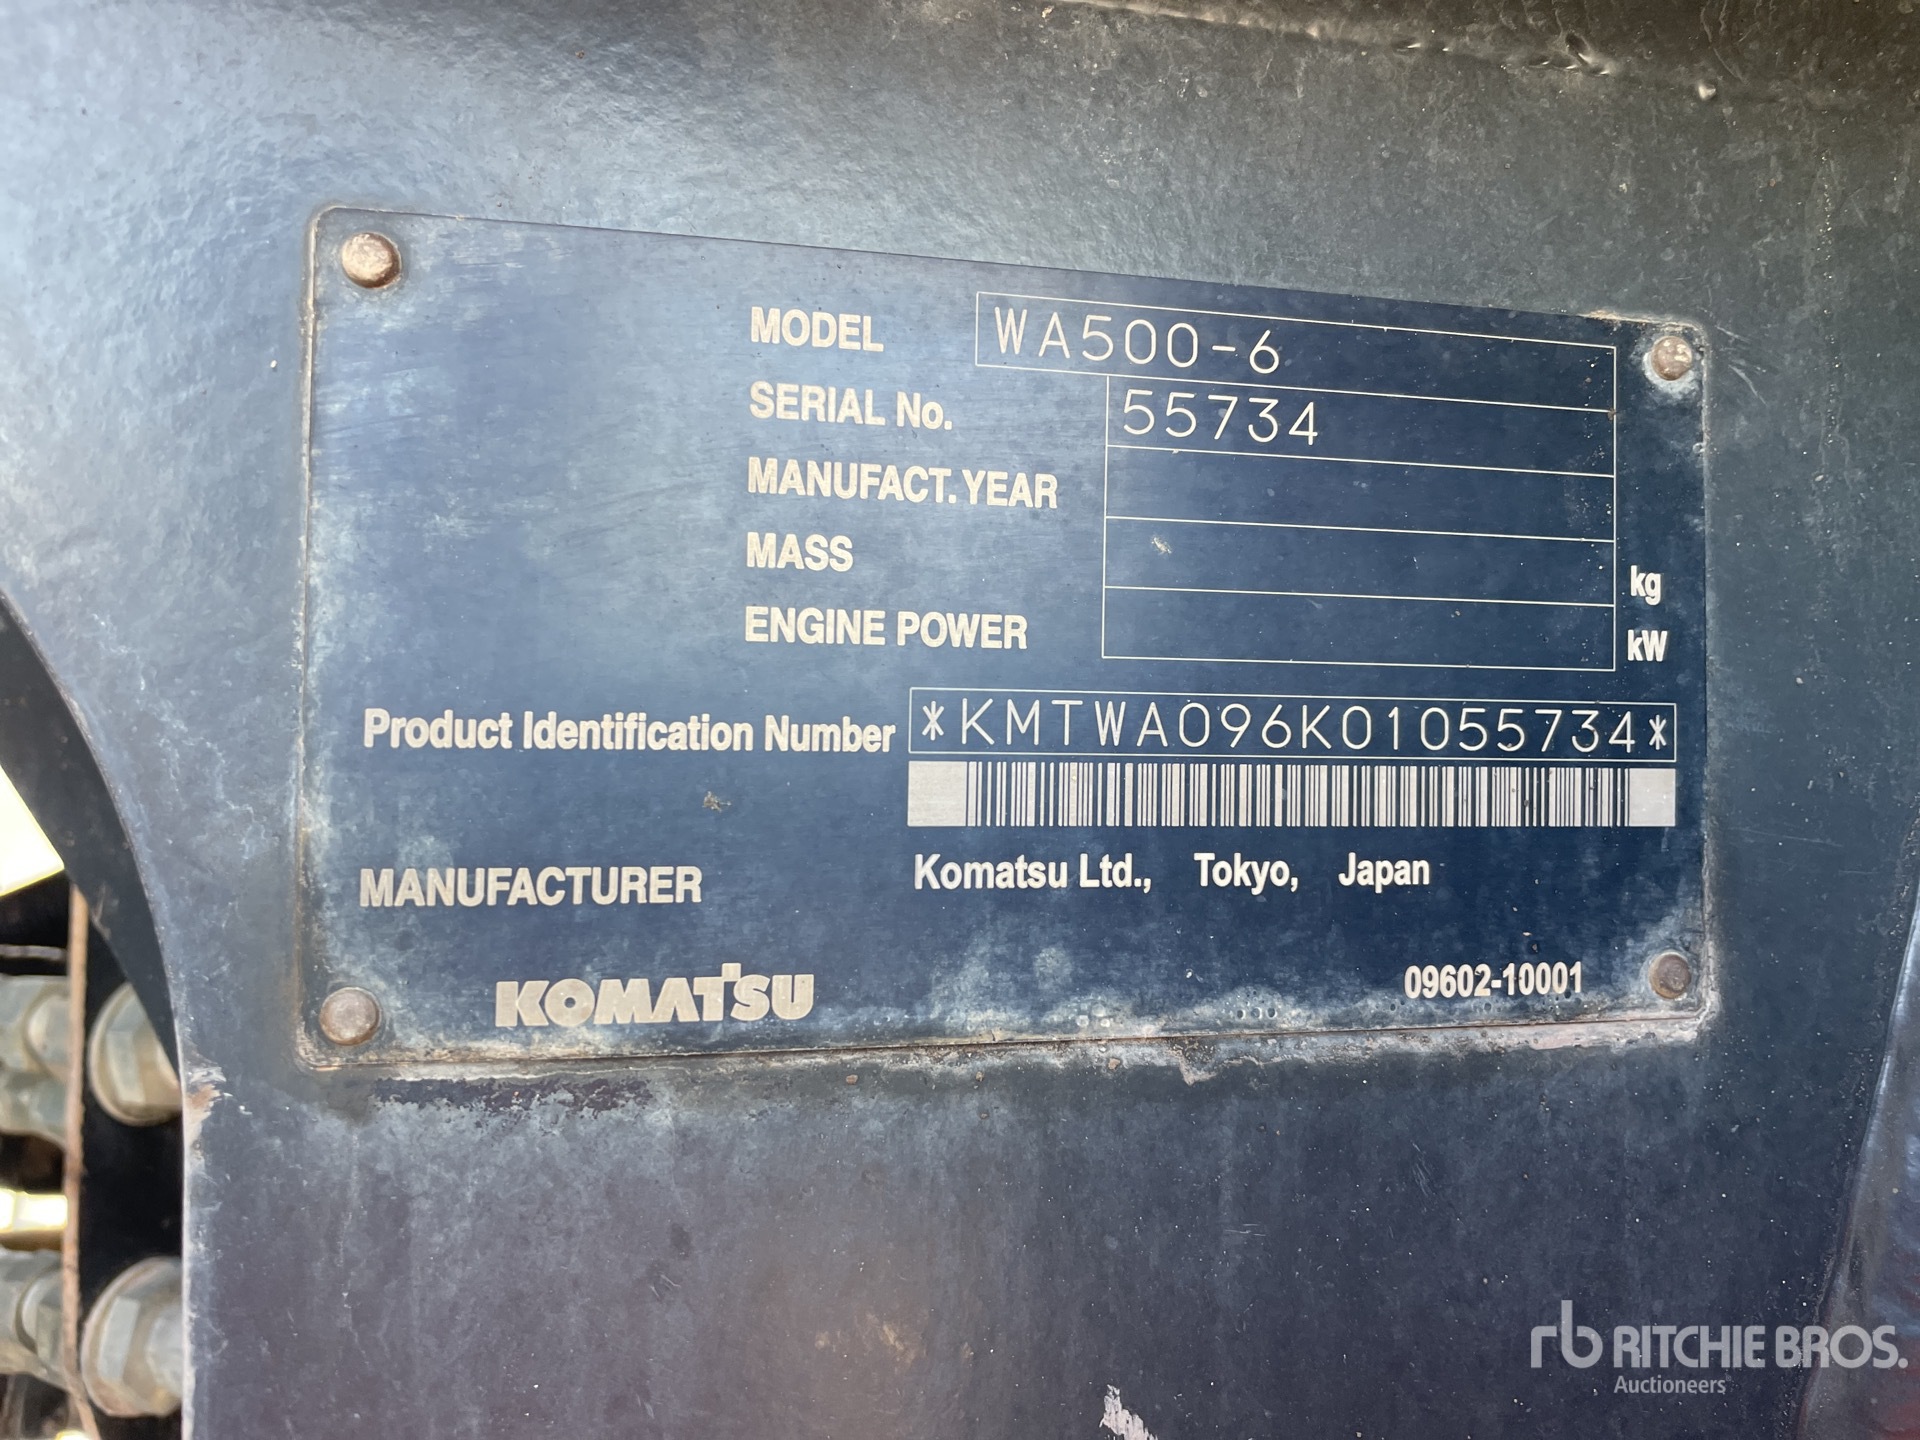 MODEL WA500-6
SERIAL No. 55734
MANUFACT. YEAR
MASS kg
ENGINE POWER kW
Product Identification Number *KMTWA096K01055734*
MANUFACTURER Komatsu Ltd., Tokyo, Japan
KOMATSU 09602-10001
rb RITCHIE BROS.
Auctioneers